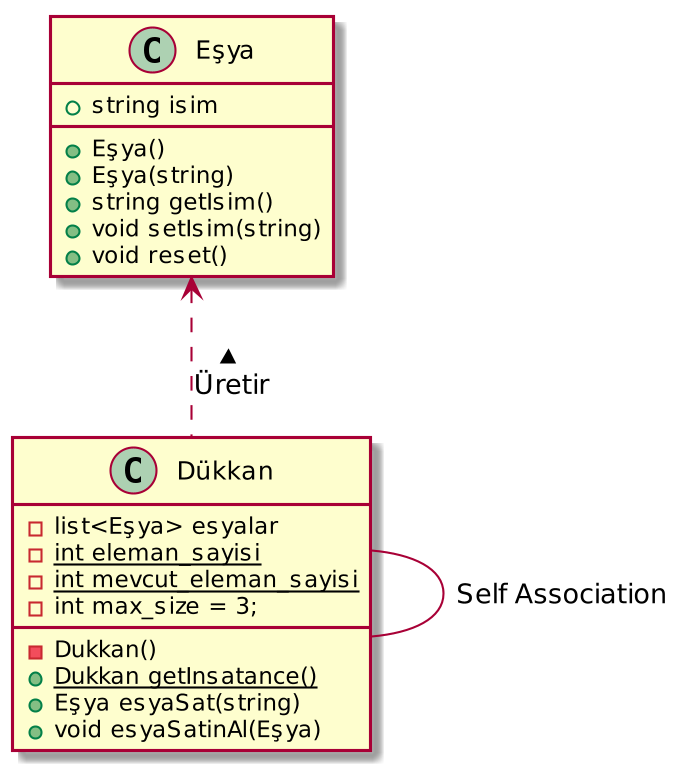 C Eşya
string isim
Eşya()
Eşya(string)
string getIsim()
void setIsim(string)
void reset()
▲
Üretir
C Dükkan
list<Eşya> esyalar
int eleman_sayisi
int mevcut_eleman_sayisi
int max_size = 3;
Dukkan()
Dukkan getInsatance()
Eşya esyaSat(string)
void esyaSatinAl(Eşya)
Self Association